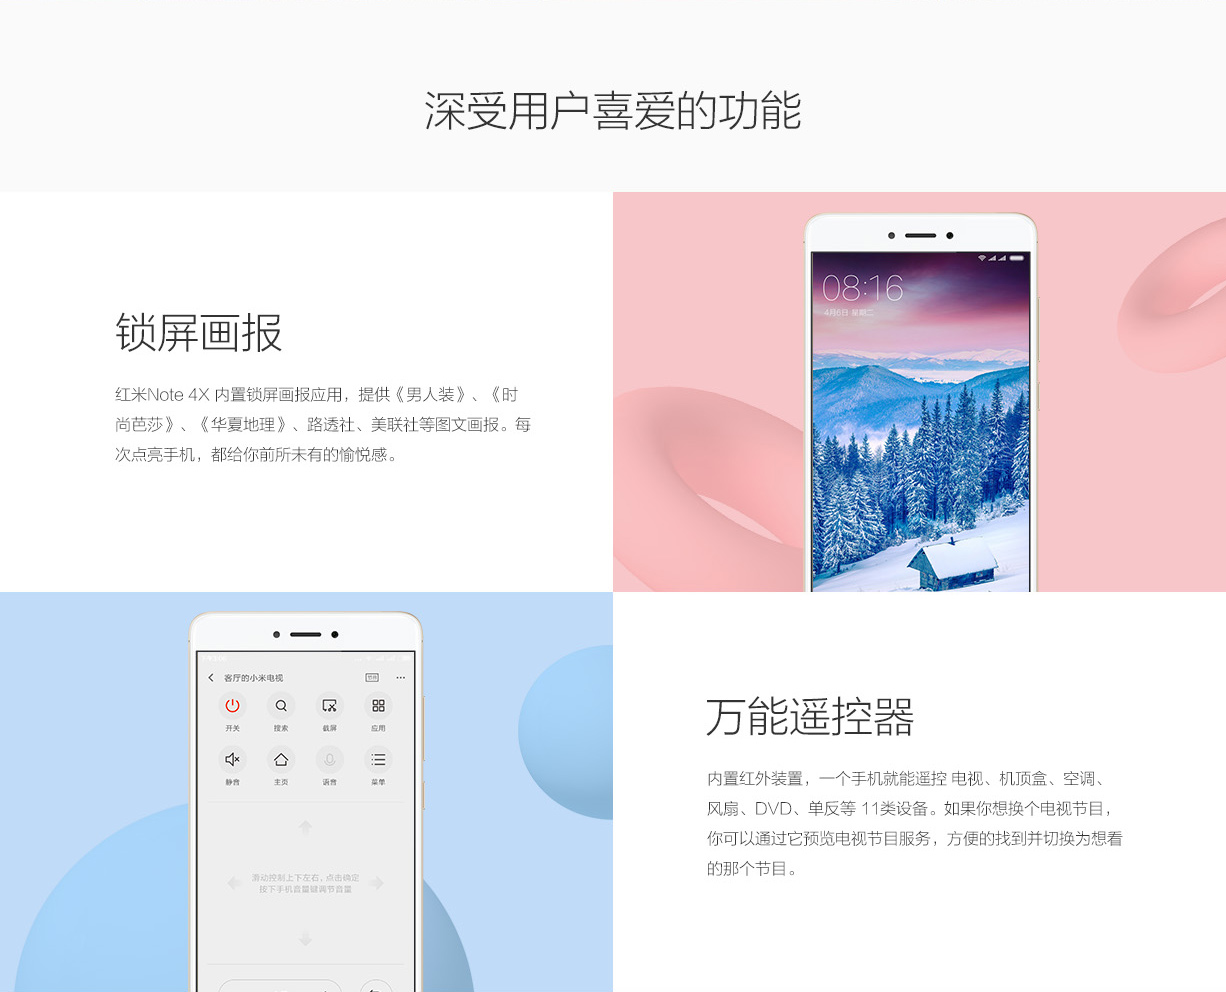 深受用户喜爱的功能
锁屏画报
红米Note 4X 内置锁屏画报应用，提供《男人装》、《时
尚芭莎》、《华夏地理》、路透社、美联社等图文画报。每
次点亮手机，都给你前所未有的愉悦感。
08:16
4月6日 星期二
客厅的小米电视
开关 搜索 截屏 应用
静音 主页 语音 菜单
滑动控制上下左右，点击确定
按下手机音量键调节音量
万能遥控器
内置红外装置，一个手机就能遥控 电视、机顶盒、空调、
风扇、DVD、单反等 11类设备。如果你想换个电视节目，
你可以通过它预览电视节目服务，方便的找到并切换为想看
的那个节目。